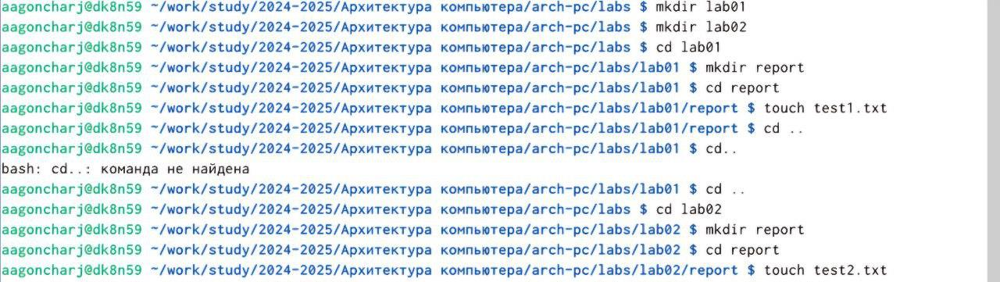 aagoncharj@dk8n59 ~/work/study/2024-2025/Архитектура компьютера/arch-pc/labs $ mkdir lab01
aagoncharj@dk8n59 ~/work/study/2024-2025/Архитектура компьютера/arch-pc/labs $ mkdir lab02
aagoncharj@dk8n59 ~/work/study/2024-2025/Архитектура компьютера/arch-pc/labs $ cd lab01
aagoncharj@dk8n59 ~/work/study/2024-2025/Архитектура компьютера/arch-pc/labs/lab01 $ mkdir report
aagoncharj@dk8n59 ~/work/study/2024-2025/Архитектура компьютера/arch-pc/labs/lab01 $ cd report
aagoncharj@dk8n59 ~/work/study/2024-2025/Архитектура компьютера/arch-pc/labs/lab01/report $ touch test1.txt
aagoncharj@dk8n59 ~/work/study/2024-2025/Архитектура компьютера/arch-pc/labs/lab01/report $ cd ..
aagoncharj@dk8n59 ~/work/study/2024-2025/Архитектура компьютера/arch-pc/labs/lab01 $ cd..
bash: cd..: команда не найдена
aagoncharj@dk8n59 ~/work/study/2024-2025/Архитектура компьютера/arch-pc/labs/lab01 $ cd ..
aagoncharj@dk8n59 ~/work/study/2024-2025/Архитектура компьютера/arch-pc/labs $ cd lab02
aagoncharj@dk8n59 ~/work/study/2024-2025/Архитектура компьютера/arch-pc/labs/lab02 $ mkdir report
aagoncharj@dk8n59 ~/work/study/2024-2025/Архитектура компьютера/arch-pc/labs/lab02 $ cd report
aagoncharj@dk8n59 ~/work/study/2024-2025/Архитектура компьютера/arch-pc/labs/lab02/report $ touch test2.txt